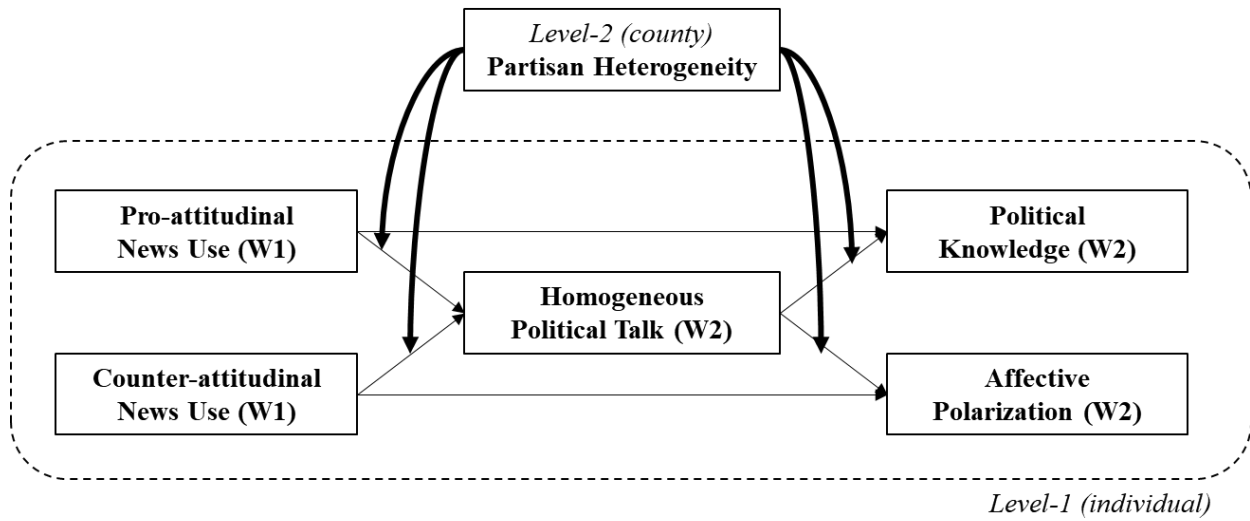 Level-2 (county)
Partisan Heterogeneity
Pro-attitudinal
News Use (W1)
Political
Knowledge (W2)
Homogeneous
Political Talk (W2)
Counter-attitudinal
News Use (W1)
Affective
Polarization (W2)
Level-1 (individual)